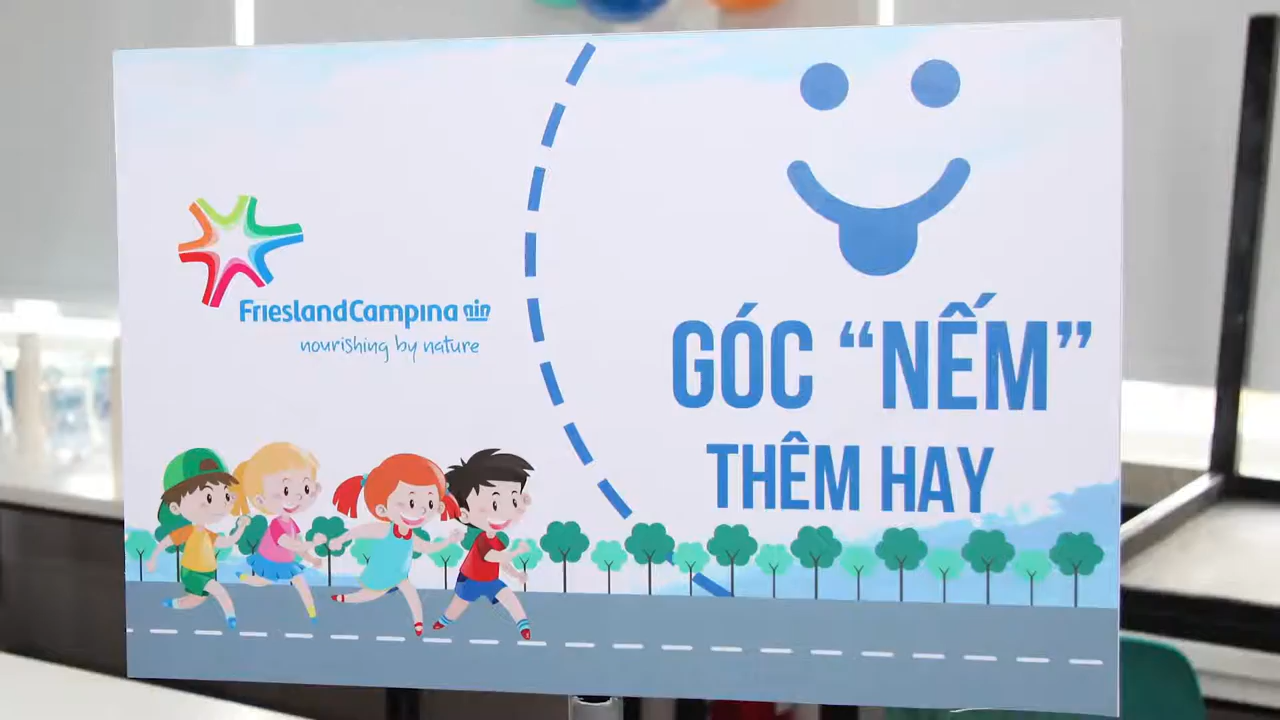 FrieslandCampina
nourishing by nature
GÓC “NẾM”
THÊM HAY